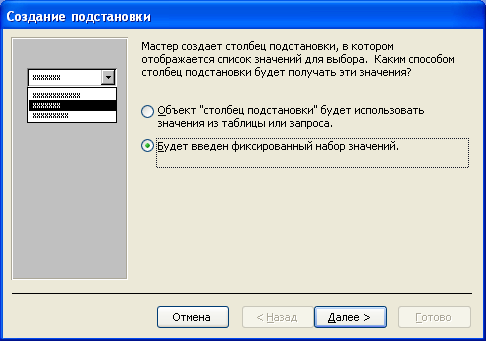 Создание подстановки
Мастер создает столбец подстановки, в котором
отображается список значений для выбора. Каким способом
столбец подстановки будет получать эти значения?
xxxxxxx
xxxxxxxxxxxx
xxxxxxx
xxxxxxxxx
Объект "столбец подстановки" будет использовать
значения из таблицы или запроса.
Будет введен фиксированный набор значений.
Отмена
< Назад
Далее >
Готово